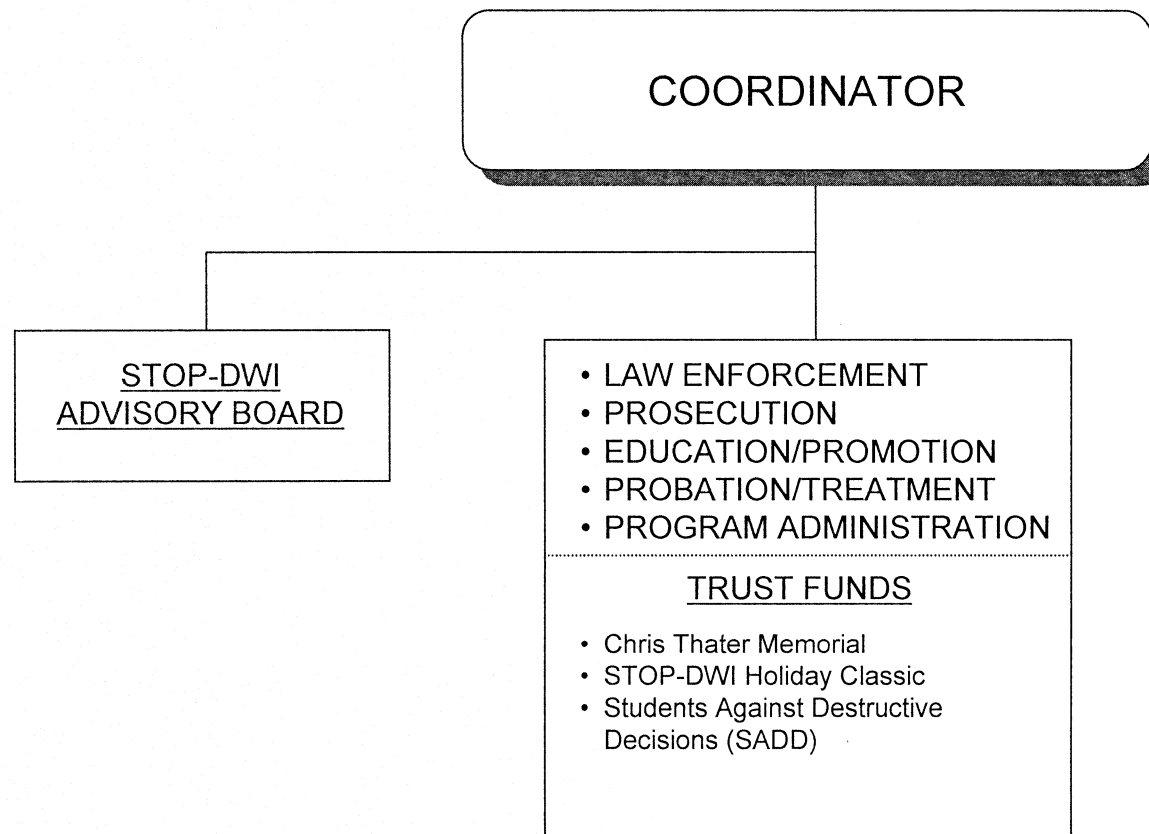 COORDINATOR
STOP-DWI
ADVISORY BOARD
• LAW ENFORCEMENT
• PROSECUTION
• EDUCATION/PROMOTION
• PROBATION/TREATMENT
• PROGRAM ADMINISTRATION
TRUST FUNDS
• Chris Thater Memorial
• STOP-DWI Holiday Classic
• Students Against Destructive
Decisions (SADD)